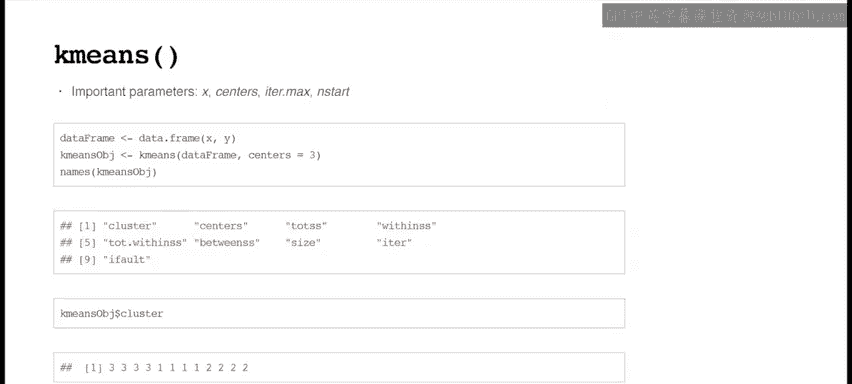 kmeans()
· Important parameters: x, centers, iter.max, nstart
dataFrame <- data.frame(x, y)
kmeansObj <- kmeans(dataFrame, centers = 3)
names(kmeansObj)
## [1] "cluster" "centers" "totss" "withinss"
## [5] "tot.withinss" "betweenss" "size" "iter"
## [9] "ifault"
kmeansObj$cluster
## [1] 3 3 3 3 1 1 1 1 2 2 2 2